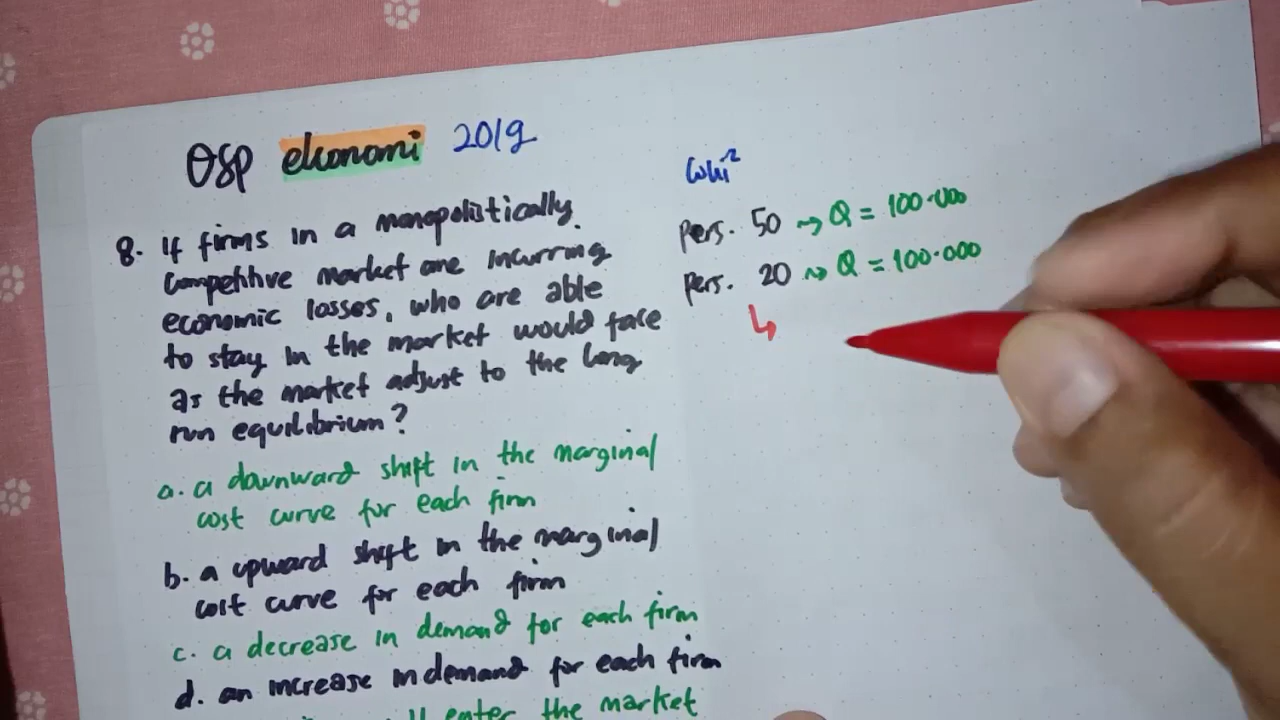 OSP ekonomi 2019
8. If firms in a monopolistically
competitive market are incurring
economic losses, who are able
to stay in the market would face
as the market adjust to the long
run equilibrium?
a. a downward shift in the marginal
cost curve for each firm
b. a upward shift in the marginal
cost curve for each firm
c. a decrease in demand for each firm
d. an increase in demand for each firm
enter the market
Pers. 50 → Q = 100.000
Pers. 20 → Q = 100.000
↳